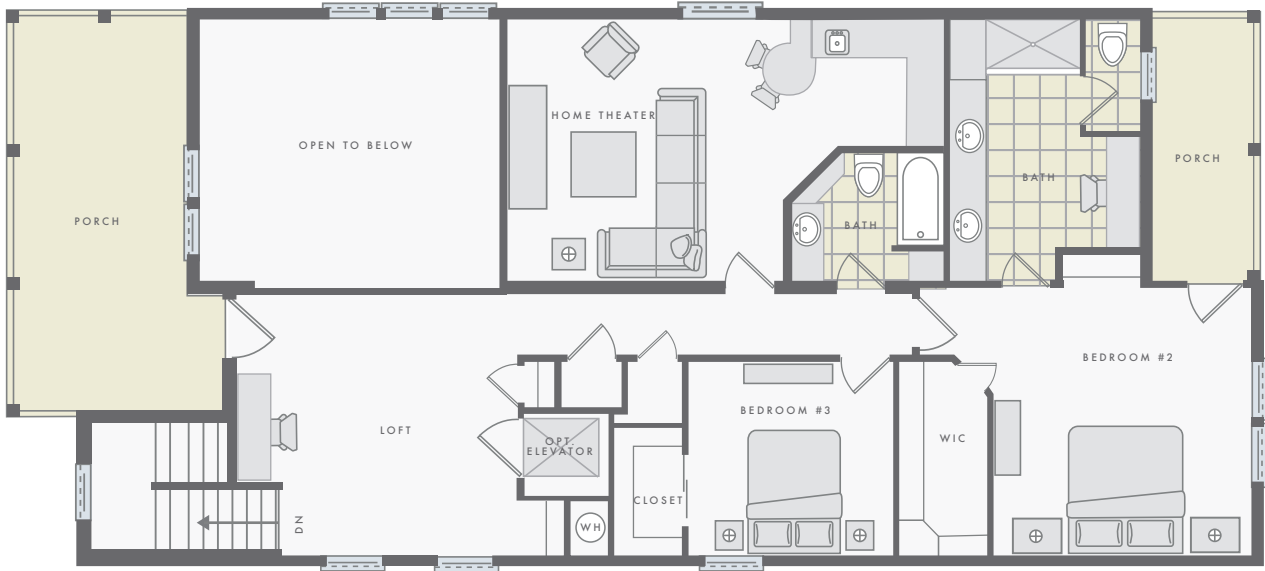 OPEN TO BELOW
HOME THEATER
PORCH
BATH
PORCH
BATH
BEDROOM #2
BEDROOM #3
LOFT
OPT.
ELEVATOR
WIC
CLOSET
WH
DN